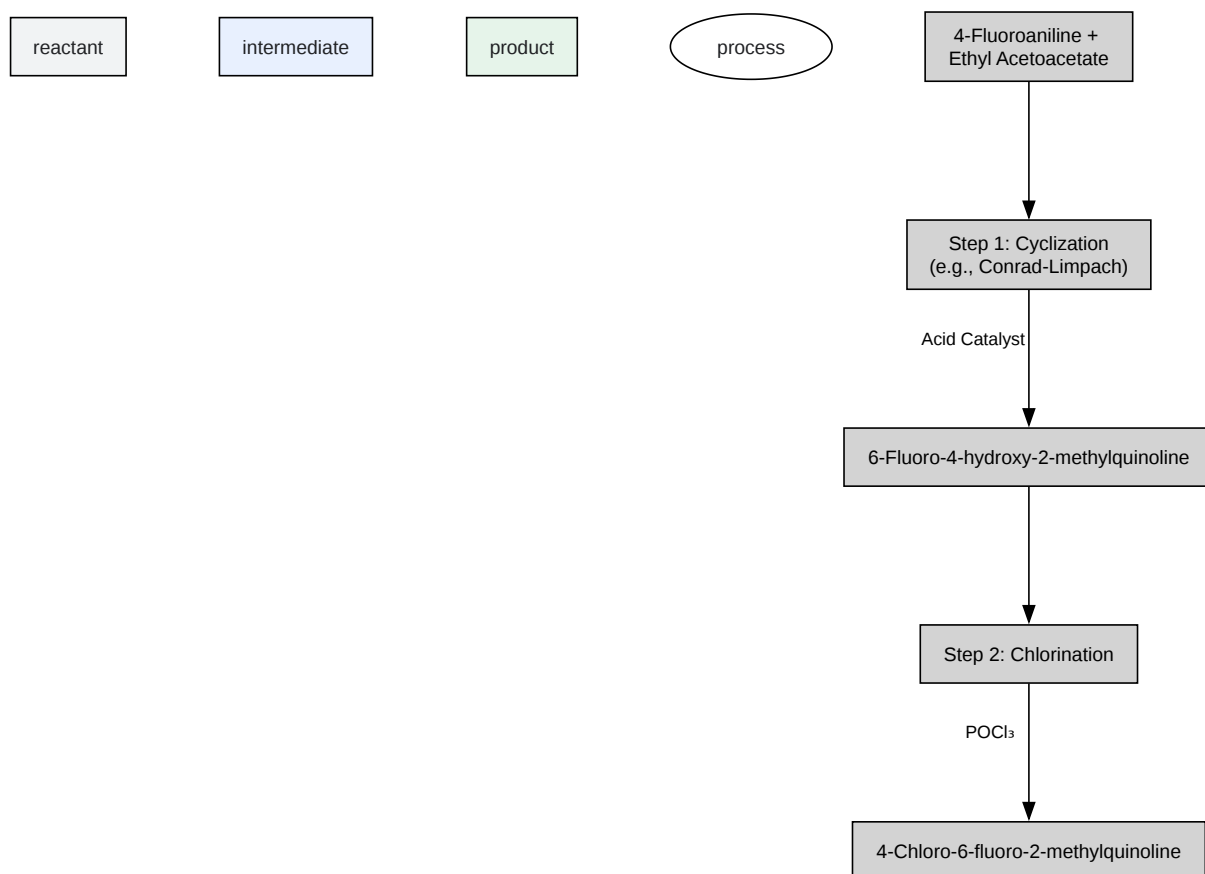 reactant
intermediate
product
process
4-Fluoroaniline +
Ethyl Acetoacetate
Step 1: Cyclization
(e.g., Conrad-Limpach)
Acid Catalyst
6-Fluoro-4-hydroxy-2-methylquinoline
Step 2: Chlorination
POCl₃
4-Chloro-6-fluoro-2-methylquinoline